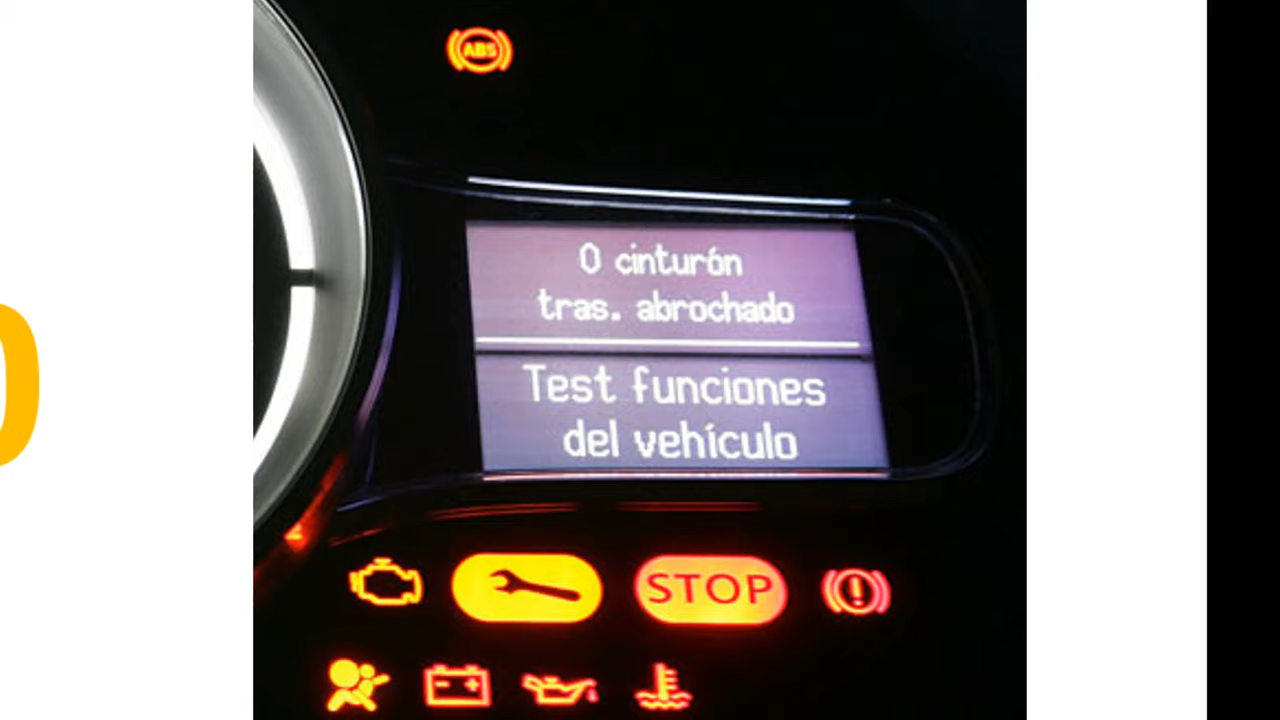 ABS
0 cinturón
tras. abrochado
Test funciones
del vehículo
STOP